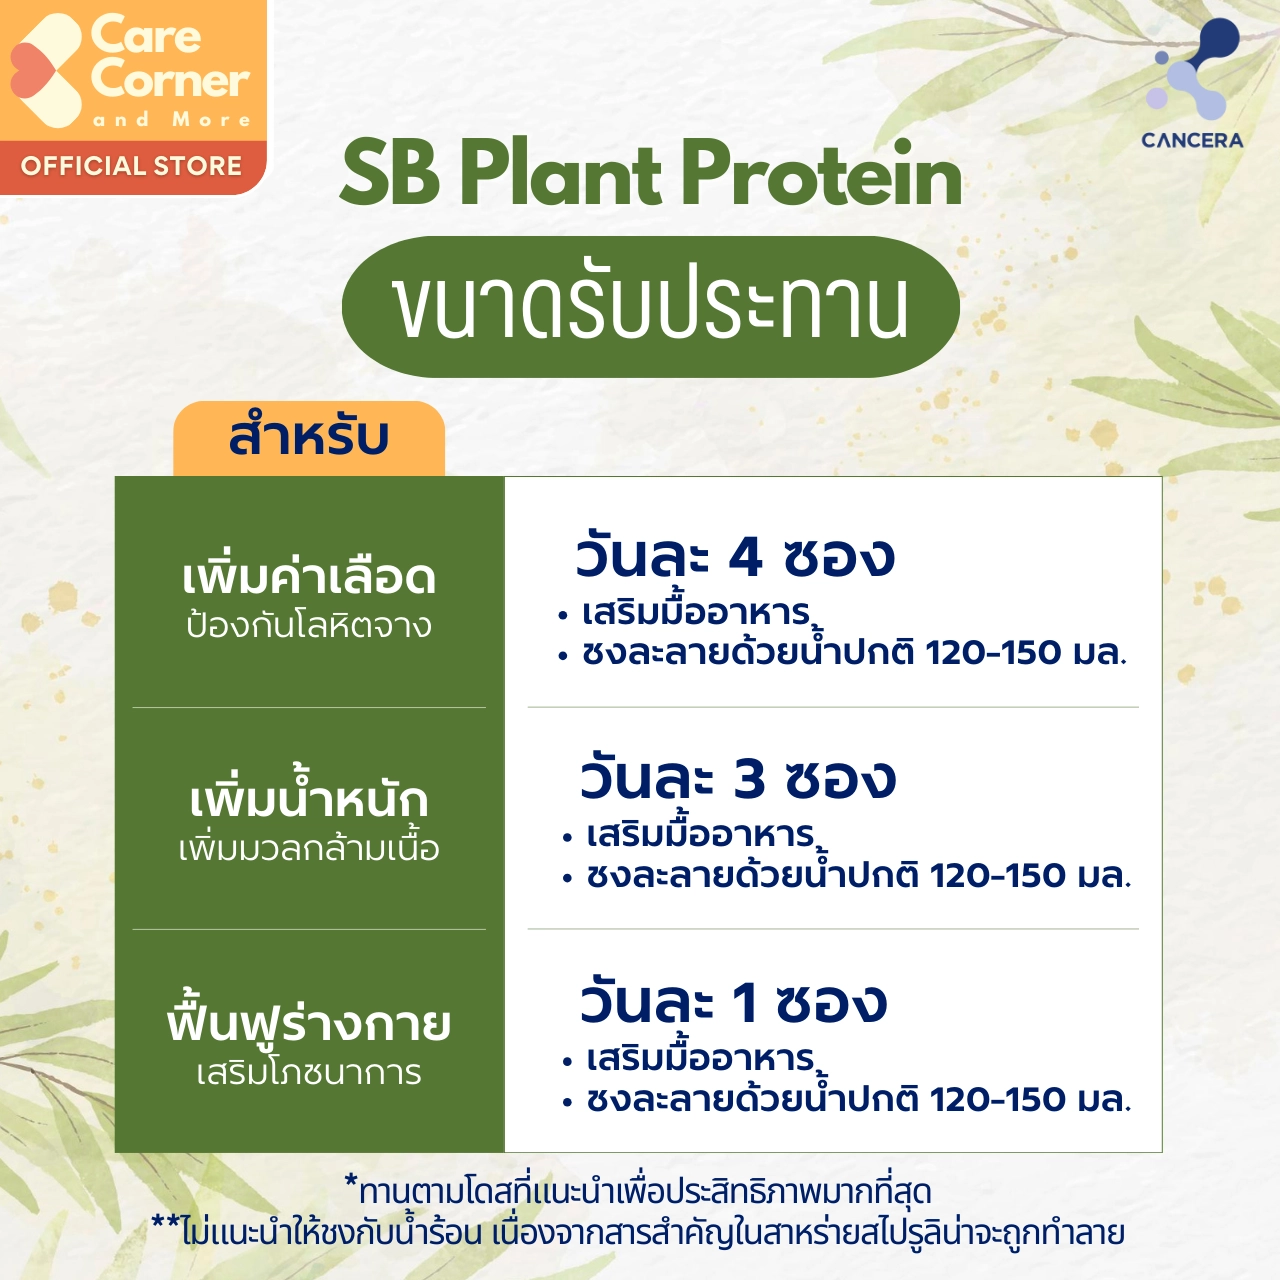 Care
Corner
and More
OFFICIAL STORE
CANCERA
SB Plant Protein
ขนาดรับประทาน
สำหรับ
เพิ่มค่าเลือด
ป้องกันโลหิตจาง
วันละ 4 ซอง
• เสริมมื้ออาหาร
• ชงละลายด้วยน้ำปกติ 120-150 มล.
เพิ่มน้ำหนัก
เพิ่มมวลกล้ามเนื้อ
วันละ 3 ซอง
• เสริมมื้ออาหาร
• ชงละลายด้วยน้ำปกติ 120-150 มล.
ฟื้นฟูร่างกาย
เสริมโภชนาการ
วันละ 1 ซอง
• เสริมมื้ออาหาร
• ชงละลายด้วยน้ำปกติ 120-150 มล.
*ทานตามโดสที่แนะนำเพื่อประสิทธิภาพมากที่สุด
**ไม่แนะนำให้ชงกับน้ำร้อน เนื่องจากสารสำคัญในสาหร่ายสไปรูลิน่าจะถูกทำลาย